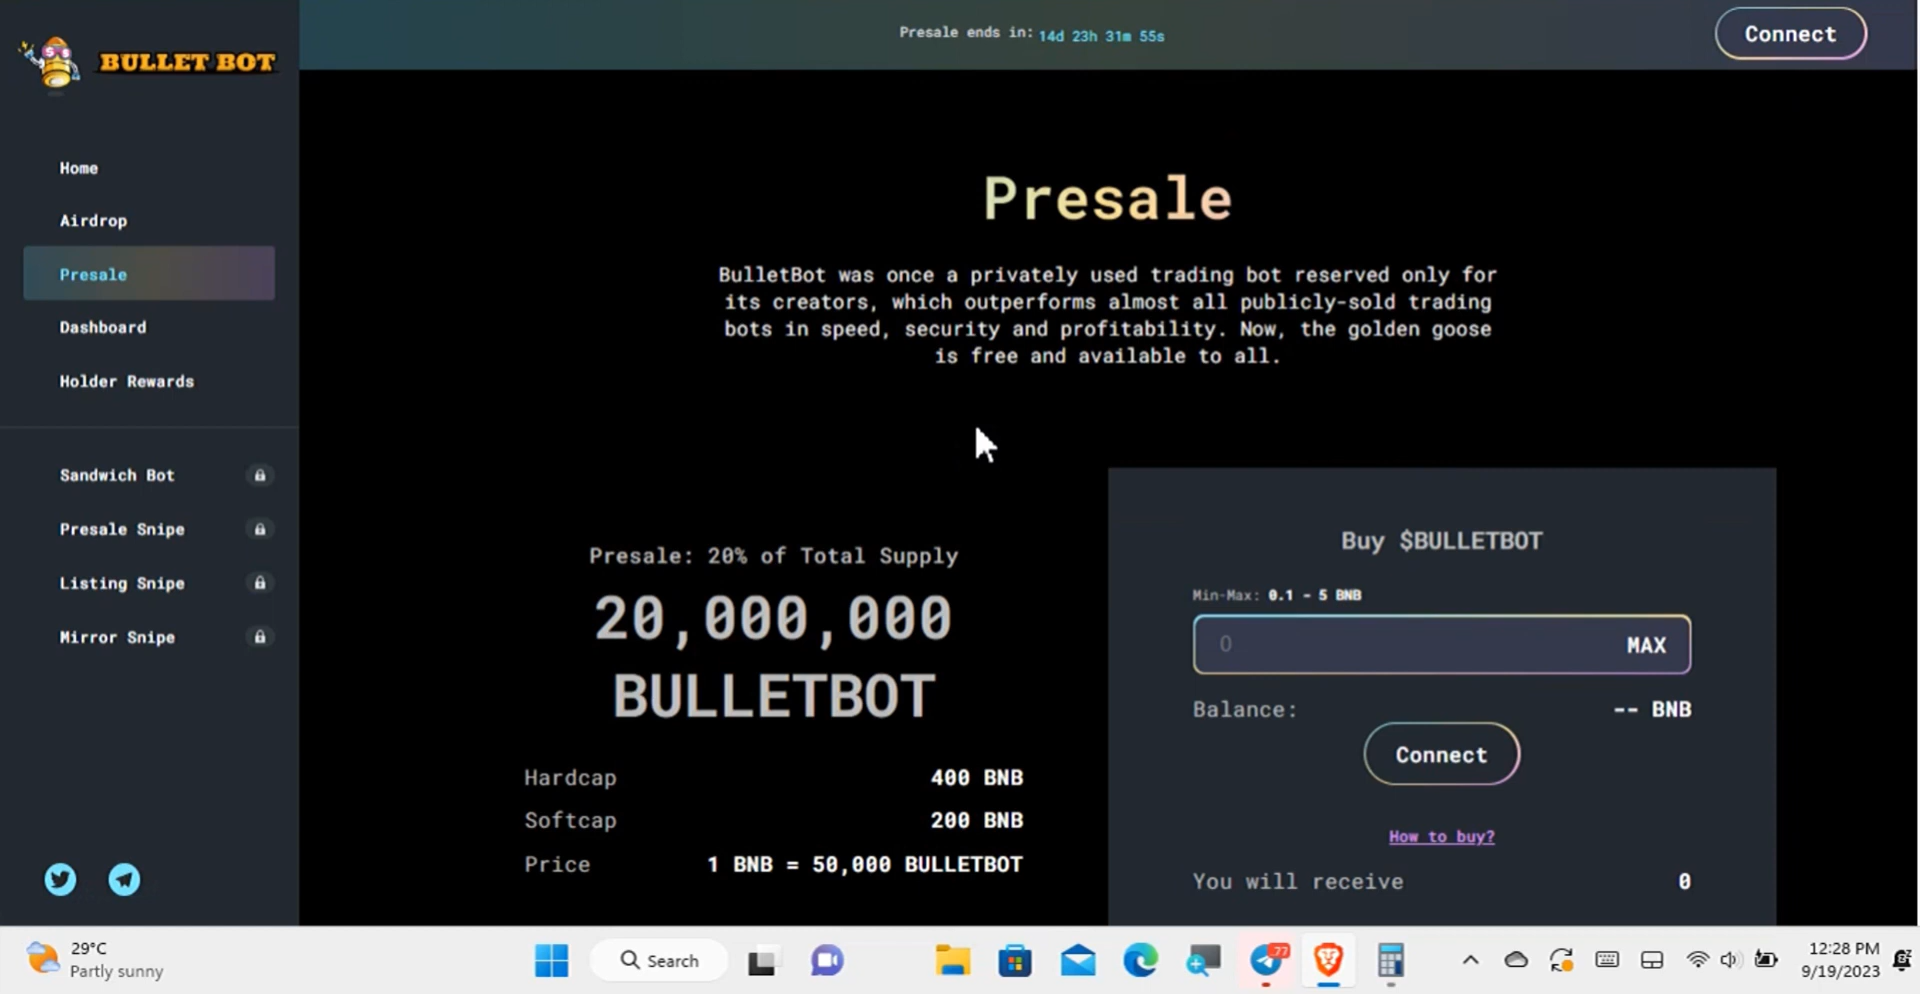 BULLET BOT
Presale ends in: 14d 23h 31m 55s
Connect
Home
Airdrop
Presale
Dashboard
Holder Rewards
Sandwich Bot
Presale Snipe
Listing Snipe
Mirror Snipe
Presale
BulletBot was once a privately used trading bot reserved only for
its creators, which outperforms almost all publicly-sold trading
bots in speed, security and profitability. Now, the golden goose
is free and available to all.
Presale: 20% of Total Supply
20,000,000
BULLETBOT
Hardcap 400 BNB
Softcap 200 BNB
Price 1 BNB = 50,000 BULLETBOT
Buy $BULLETBOT
Min-Max: 0.1 - 5 BNB
0 MAX
Balance: -- BNB
Connect
How to buy?
You will receive 0
29°C
Partly sunny
Search
77
12:28 PM
9/19/2023